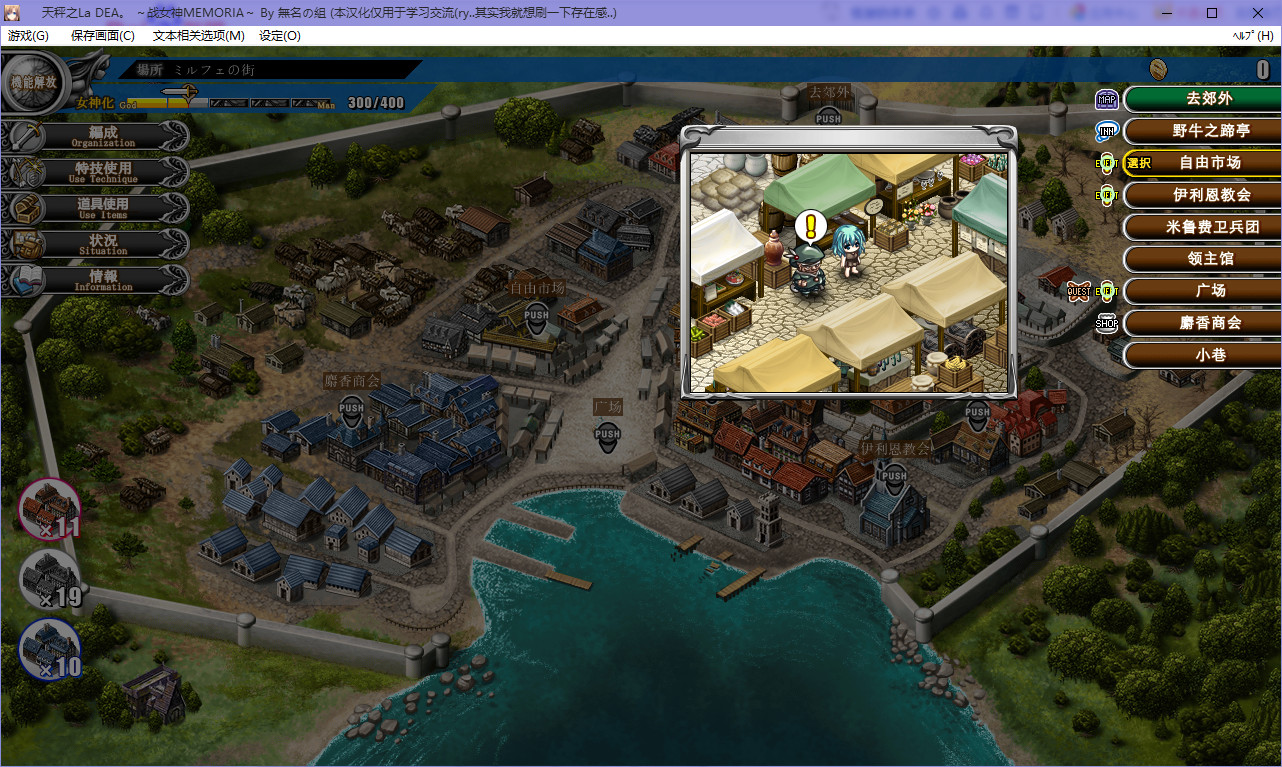 天秤之La DEA。 ～战女神MEMORIA～ By 無名の組 (本汉化仅用于学习交流(ry..其实我就想刷一下存在感..)
游戏(G) 保存画面(C) 文本相关选项(M) 设定(O) ﾍﾙﾌﾟ(H)
機能解放
場所 ミルフェの街
0
女神化 God Man 300/400
去郊外
PUSH
MAP 去郊外
INN 野牛之蹄亭
EVENT 選択 自由市场
EVENT 伊利恩教会
米鲁费卫兵团
领主馆
QUEST EVENT 广场
SHOP 麝香商会
小巷
編成
Organization
特技使用
Use Technique
道具使用
Use Items
状況
Situation
情報
Information
!
自由市场
PUSH
麝香商会
PUSH
广场
PUSH
PUSH
伊利恩教会
PUSH
×11
×19
×10